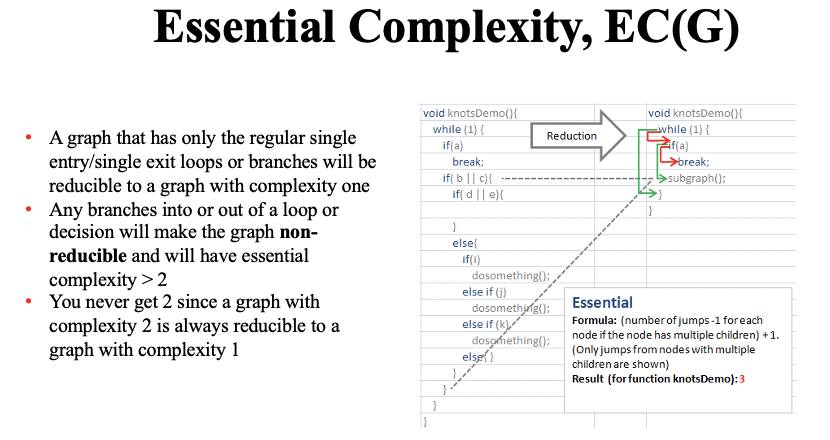 Essential Complexity, EC(G)
• A graph that has only the regular single
entry/single exit loops or branches will be
reducible to a graph with complexity one
• Any branches into or out of a loop or
decision will make the graph non-
reducible and will have essential
complexity > 2
• You never get 2 since a graph with
complexity 2 is always reducible to a
graph with complexity 1
void knotsDemo(){
while (1) {
if(a)
break;
if( b || c){
if( d || e){
}
else{
if(i)
dosomething();
else if (j)
dosomething();
else if (k)
dosomething();
else{ }
}
}
}
}
Reduction
void knotsDemo(){
while (1) {
if(a)
break;
subgraph();
}
}
Essential
Formula: (number of jumps -1 for each
node if the node has multiple children) +1.
(Only jumps from nodes with multiple
children are shown)
Result (for function knotsDemo): 3